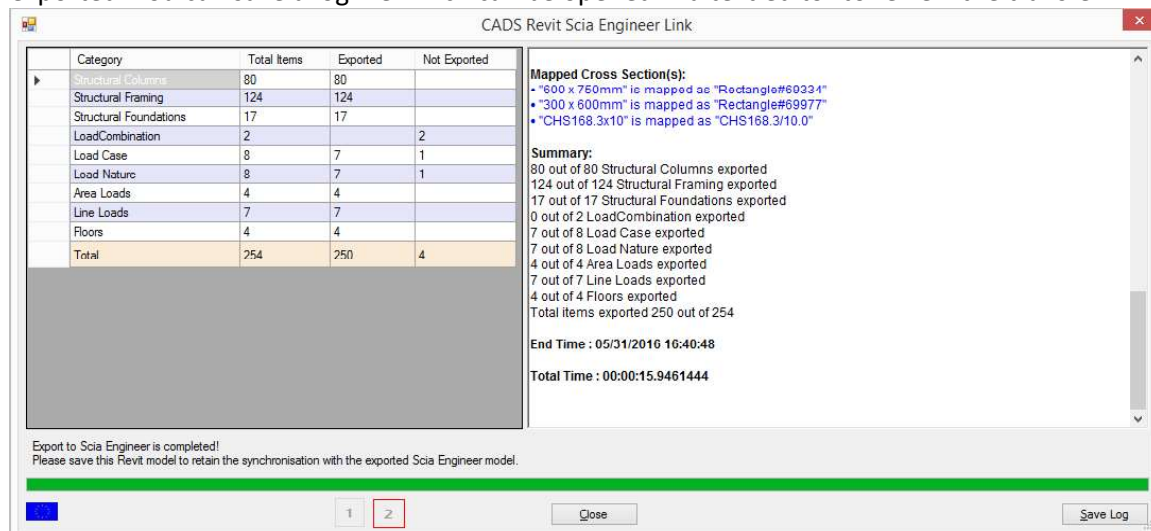 CADS Revit Scia Engineer Link
Category Total Items Exported Not Exported
Structural Columns 80 80
Structural Framing 124 124
Structural Foundations 17 17
LoadCombination 2 2
Load Case 8 7 1
Load Nature 8 7 1
Area Loads 4 4
Line Loads 7 7
Floors 4 4
Total 254 250 4
Mapped Cross Section(s):
• "600 x 750mm" is mapped as "Rectangle#69334"
• "300 x 600mm" is mapped as "Rectangle#69977"
• "CHS168.3x10" is mapped as "CHS168.3/10.0"
Summary:
80 out of 80 Structural Columns exported
124 out of 124 Structural Framing exported
17 out of 17 Structural Foundations exported
0 out of 2 LoadCombination exported
7 out of 8 Load Case exported
7 out of 8 Load Nature exported
4 out of 4 Area Loads exported
7 out of 7 Line Loads exported
4 out of 4 Floors exported
Total items exported 250 out of 254
End Time : 05/31/2016 16:40:48
Total Time : 00:00:15.9461444
Export to Scia Engineer is completed!
Please save this Revit model to retain the synchronisation with the exported Scia Engineer model.
1 2 Close Save Log